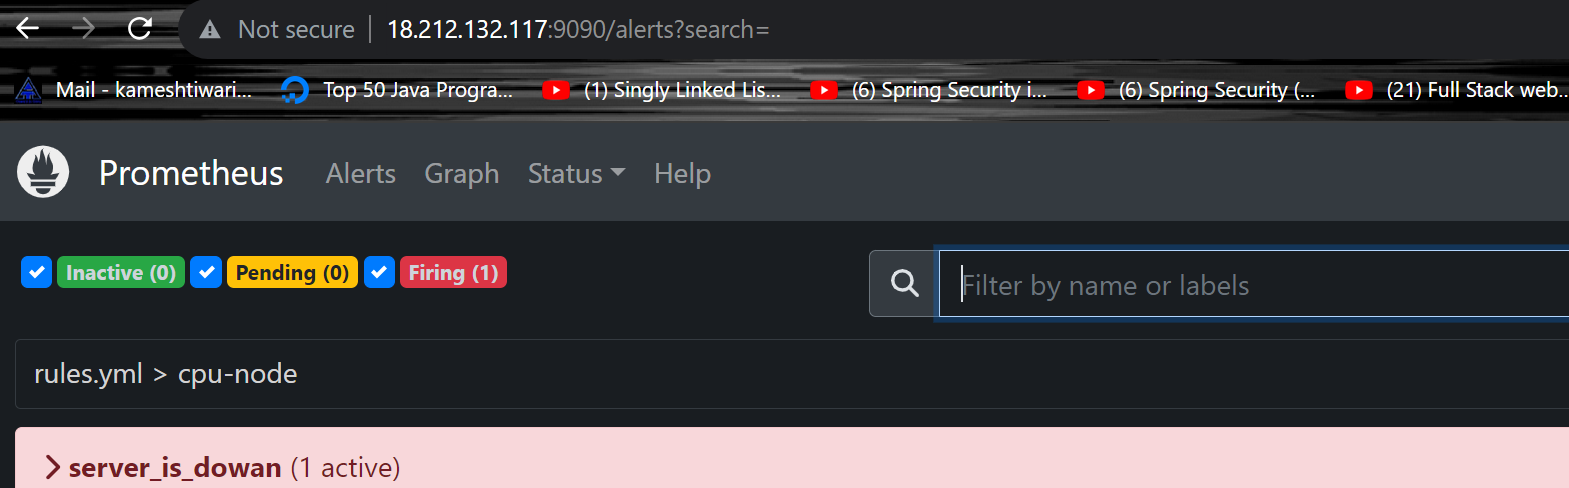 Not secure 18.212.132.117:9090/alerts?search=
Mail - kameshtiwari... Top 50 Java Progra... (1) Singly Linked Lis... (6) Spring Security i... (6) Spring Security (... (21) Full Stack web...
Prometheus Alerts Graph Status Help
Inactive (0) Pending (0) Firing (1) Filter by name or labels
rules.yml > cpu-node
server_is_dowan (1 active)